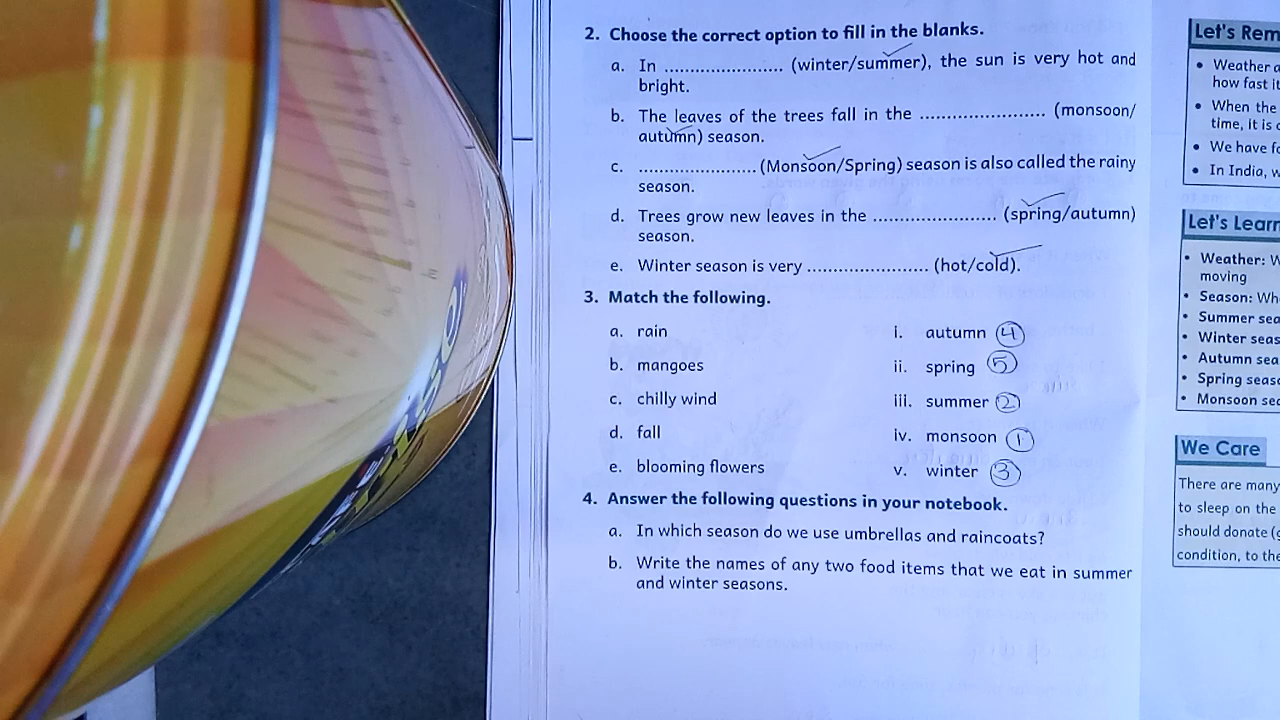 2. Choose the correct option to fill in the blanks.
a. In ........................ (winter/summer), the sun is very hot and
bright.
b. The leaves of the trees fall in the ......................... (monsoon/
autumn) season.
c. ........................ (Monsoon/Spring) season is also called the rainy
season.
d. Trees grow new leaves in the ......................... (spring/autumn)
season.
e. Winter season is very ......................... (hot/cold).
3. Match the following.
a. rain i. autumn 4
b. mangoes ii. spring 5
c. chilly wind iii. summer 2
d. fall iv. monsoon 1
e. blooming flowers v. winter 3
4. Answer the following questions in your notebook.
a. In which season do we use umbrellas and raincoats?
b. Write the names of any two food items that we eat in summer
and winter seasons.
Let's Rem
• Weather a
how fast it
• When the
time, it is
• We have fo
• In India, w
Let's Learn
• Weather: W
moving
• Season: Wh
• Summer sea
• Winter seas
• Autumn sea
• Spring seas
• Monsoon sea
We Care
There are many
to sleep on the
should donate (
condition, to the